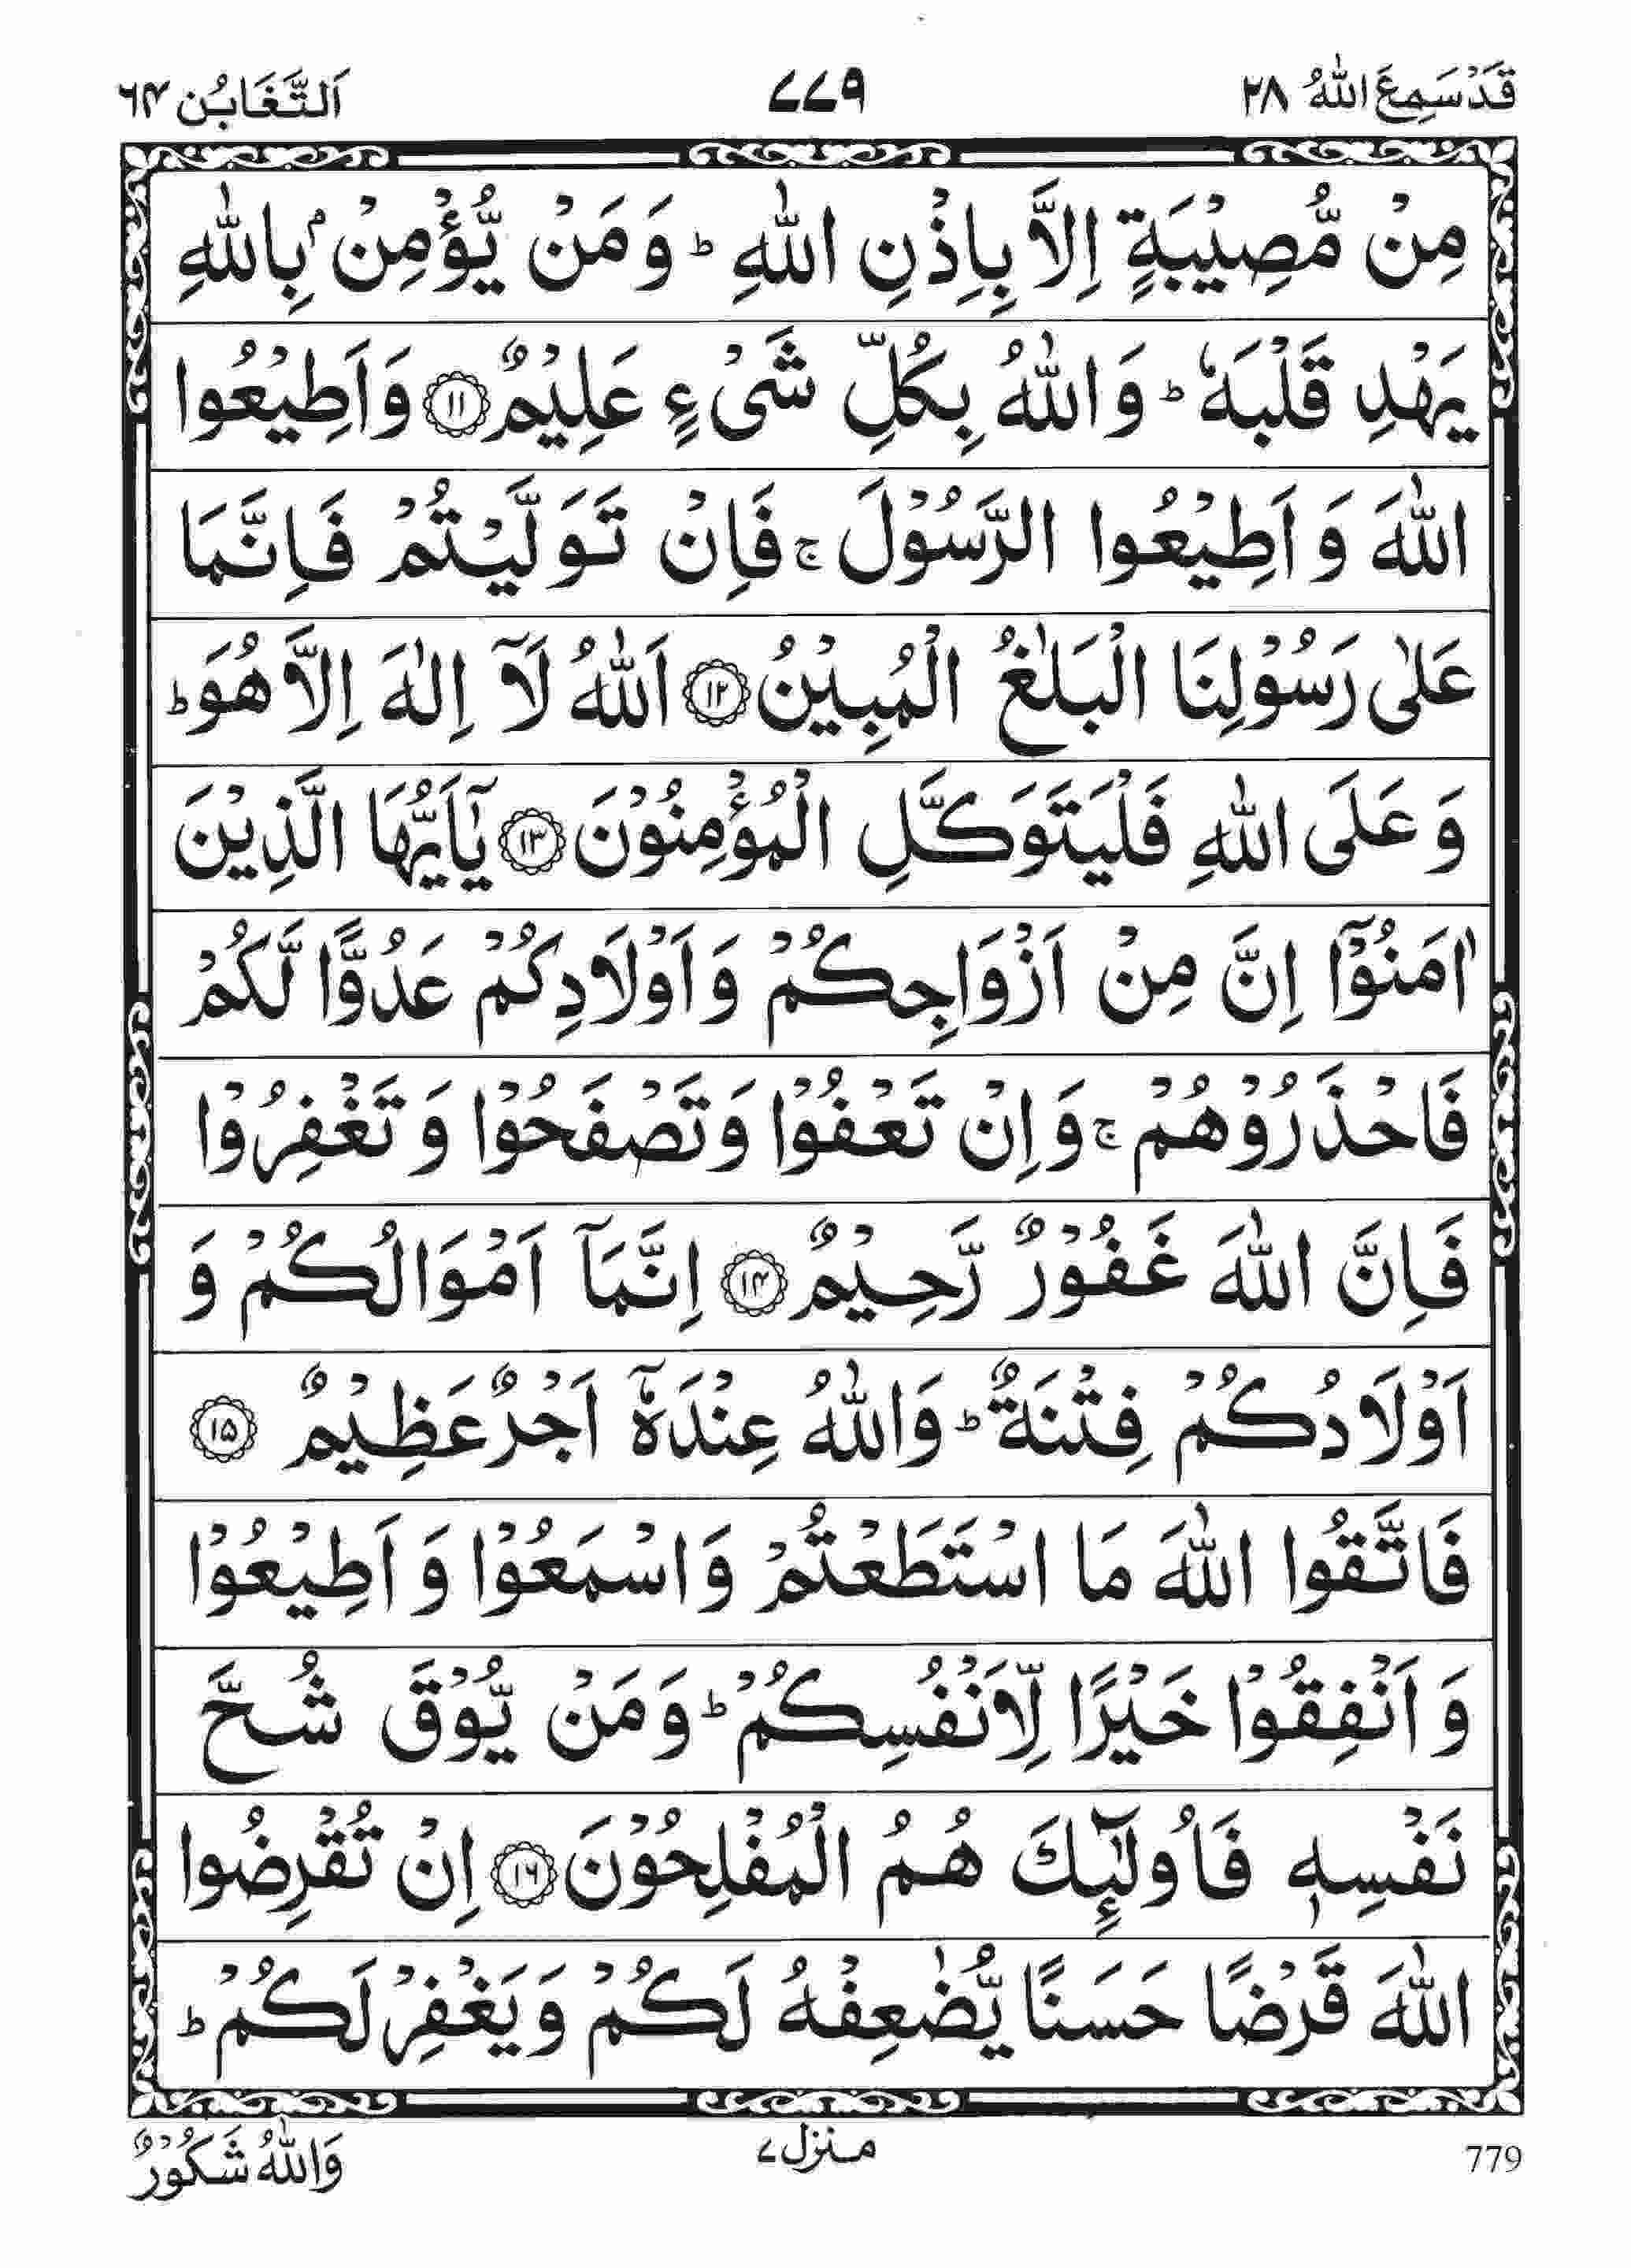 قَدْ سَمِعَ اللّٰهُ ۲۸
۷۷۹
اَلتَّغَابُن ۶۴
مِنْ مُّصِیْبَةٍ اِلَّا بِاِذْنِ اللّٰهِ ؕ وَ مَنْ یُّؤْمِنْۢ بِاللّٰهِ
یَهْدِ قَلْبَهٗ ؕ وَ اللّٰهُ بِكُلِّ شَیْءٍ عَلِیْمٌ ۱۱ وَ اَطِیْعُوا
اللّٰهَ وَ اَطِیْعُوا الرَّسُوْلَ ۚ فَاِنْ تَوَلَّیْتُمْ فَاِنَّمَا
عَلٰی رَسُوْلِنَا الْبَلٰغُ الْمُبِیْنُ ۱۲ اَللّٰهُ لَاۤ اِلٰهَ اِلَّا هُوَ ؕ
وَ عَلَی اللّٰهِ فَلْیَتَوَكَّلِ الْمُؤْمِنُوْنَ ۱۳ یٰۤاَیُّهَا الَّذِیْنَ
اٰمَنُوْۤا اِنَّ مِنْ اَزْوَاجِكُمْ وَ اَوْلَادِكُمْ عَدُوًّا لَّكُمْ
فَاحْذَرُوْهُمْ ۚ وَ اِنْ تَعْفُوْا وَ تَصْفَحُوْا وَ تَغْفِرُوْا
فَاِنَّ اللّٰهَ غَفُوْرٌ رَّحِیْمٌ ۱۴ اِنَّمَاۤ اَمْوَالُكُمْ وَ
اَوْلَادُكُمْ فِتْنَةٌ ؕ وَ اللّٰهُ عِنْدَهٗۤ اَجْرٌ عَظِیْمٌ ۱۵
فَاتَّقُوا اللّٰهَ مَا اسْتَطَعْتُمْ وَ اسْمَعُوْا وَ اَطِیْعُوْا
وَ اَنْفِقُوْا خَیْرًا لِّاَنْفُسِكُمْ ؕ وَ مَنْ یُّوْقَ شُحَّ
نَفْسِهٖ فَاُولٰٓىِٕكَ هُمُ الْمُفْلِحُوْنَ ۱۶ اِنْ تُقْرِضُوا
اللّٰهَ قَرْضًا حَسَنًا یُّضٰعِفْهُ لَكُمْ وَ یَغْفِرْ لَكُمْ ؕ
وَ اللّٰهُ شَكُوْرٌ
منزل ۷
779